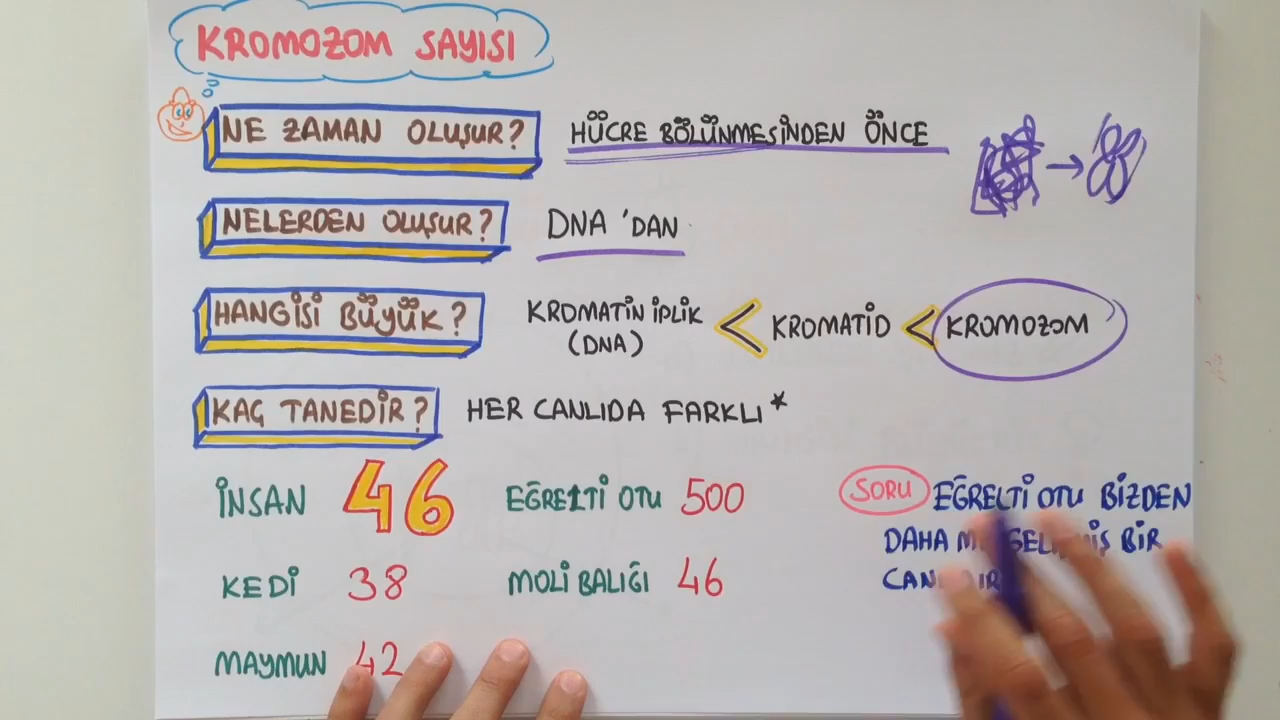 KROMOZOM SAYISI
NE ZAMAN OLUŞUR? HÜCRE BÖLÜNMESİNDEN ÖNCE
NELERDEN OLUŞUR? DNA 'DAN
HANGİSİ BÜYÜK? KROMATİN İPLİK < KROMATİD < KROMOZOM
(DNA)
KAÇ TANEDİR? HER CANLIDA FARKLI *
İNSAN 46 EĞRELTİ OTU 500 SORU EĞRELTİ OTU BİZDEN
DAHA BİR
KEDİ 38 MOLİ BALIĞI 46
MAYMUN 42